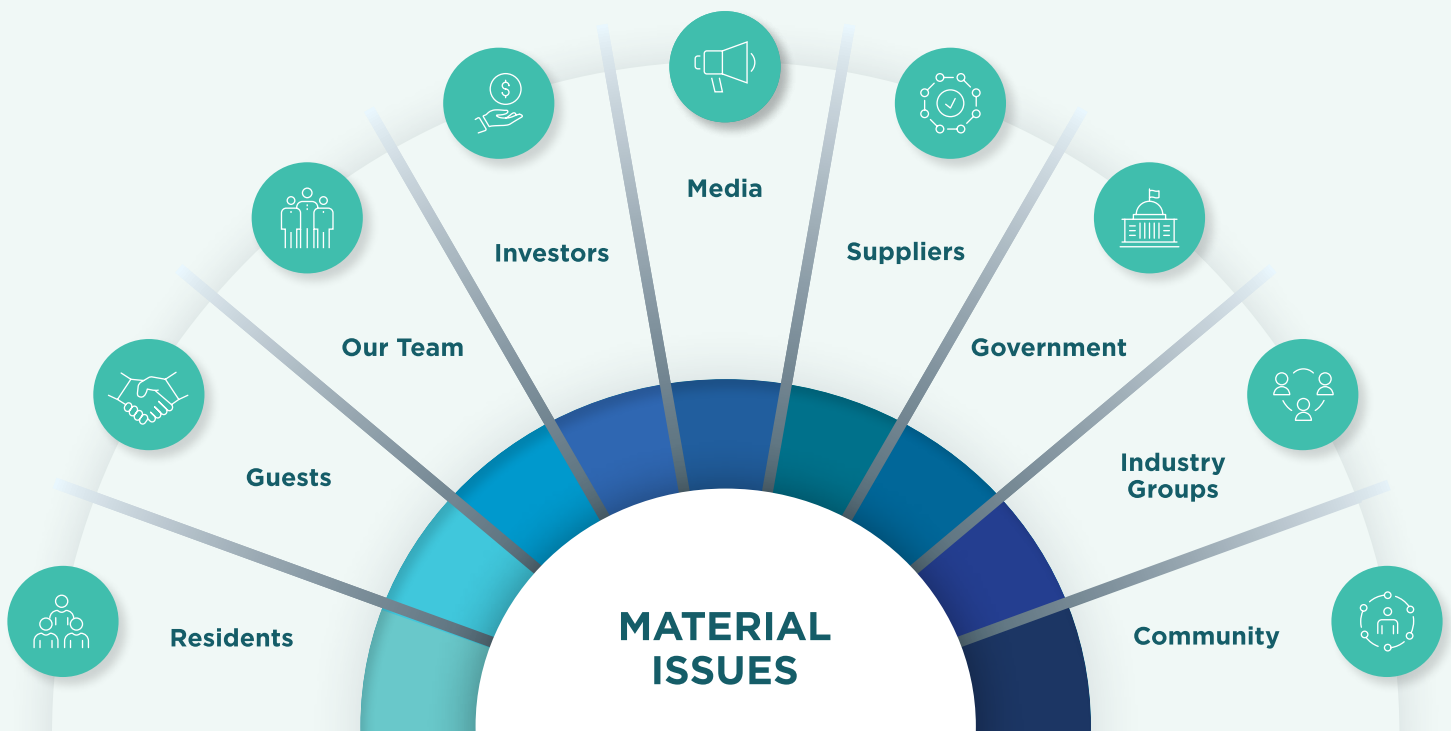 Media
Investors
Suppliers
Our Team
Government
Guests
Industry
Groups
Residents
Community
MATERIAL
ISSUES
$